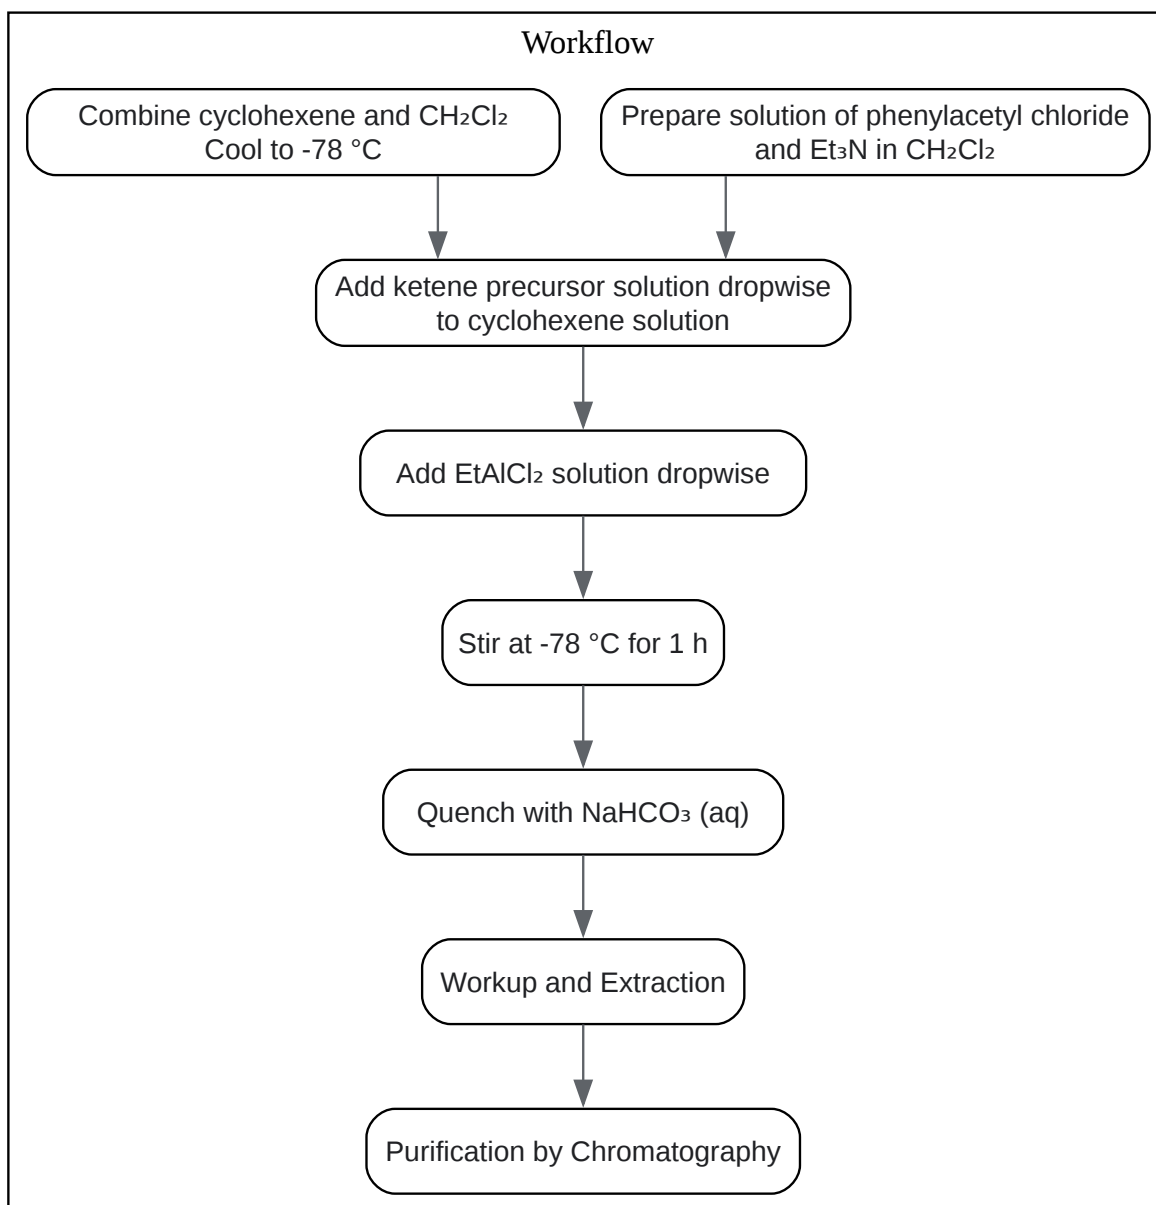 Workflow
Combine cyclohexene and CH₂Cl₂
Cool to -78 °C
Prepare solution of phenylacetyl chloride
and Et₃N in CH₂Cl₂
Add ketene precursor solution dropwise
to cyclohexene solution
Add EtAlCl₂ solution dropwise
Stir at -78 °C for 1 h
Quench with NaHCO₃ (aq)
Workup and Extraction
Purification by Chromatography